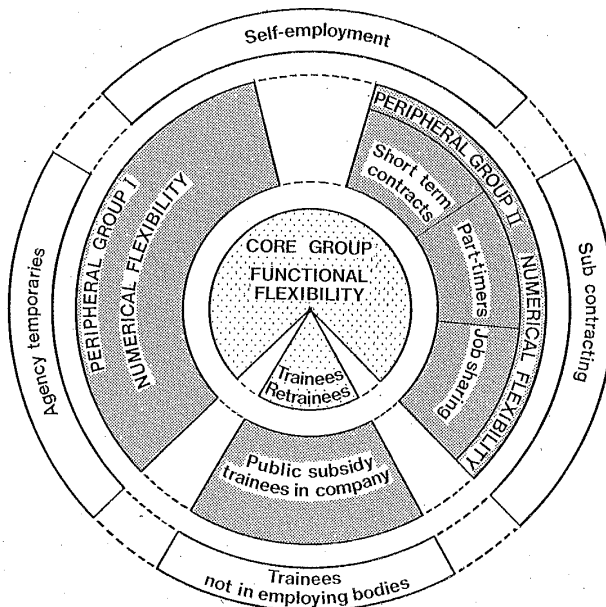 Self-employment
PERIPHERAL GROUP II
Short term
contracts
PERIPHERAL GROUP I
NUMERICAL FLEXIBILITY
CORE GROUP
FUNCTIONAL
FLEXIBILITY
Part-timers
NUMERICAL FLEXIBILITY
Sub contracting
Agency temporaries
Job sharing
Trainees
Retrainees
Public subsidy
trainees in company
Trainees
not in employing bodies